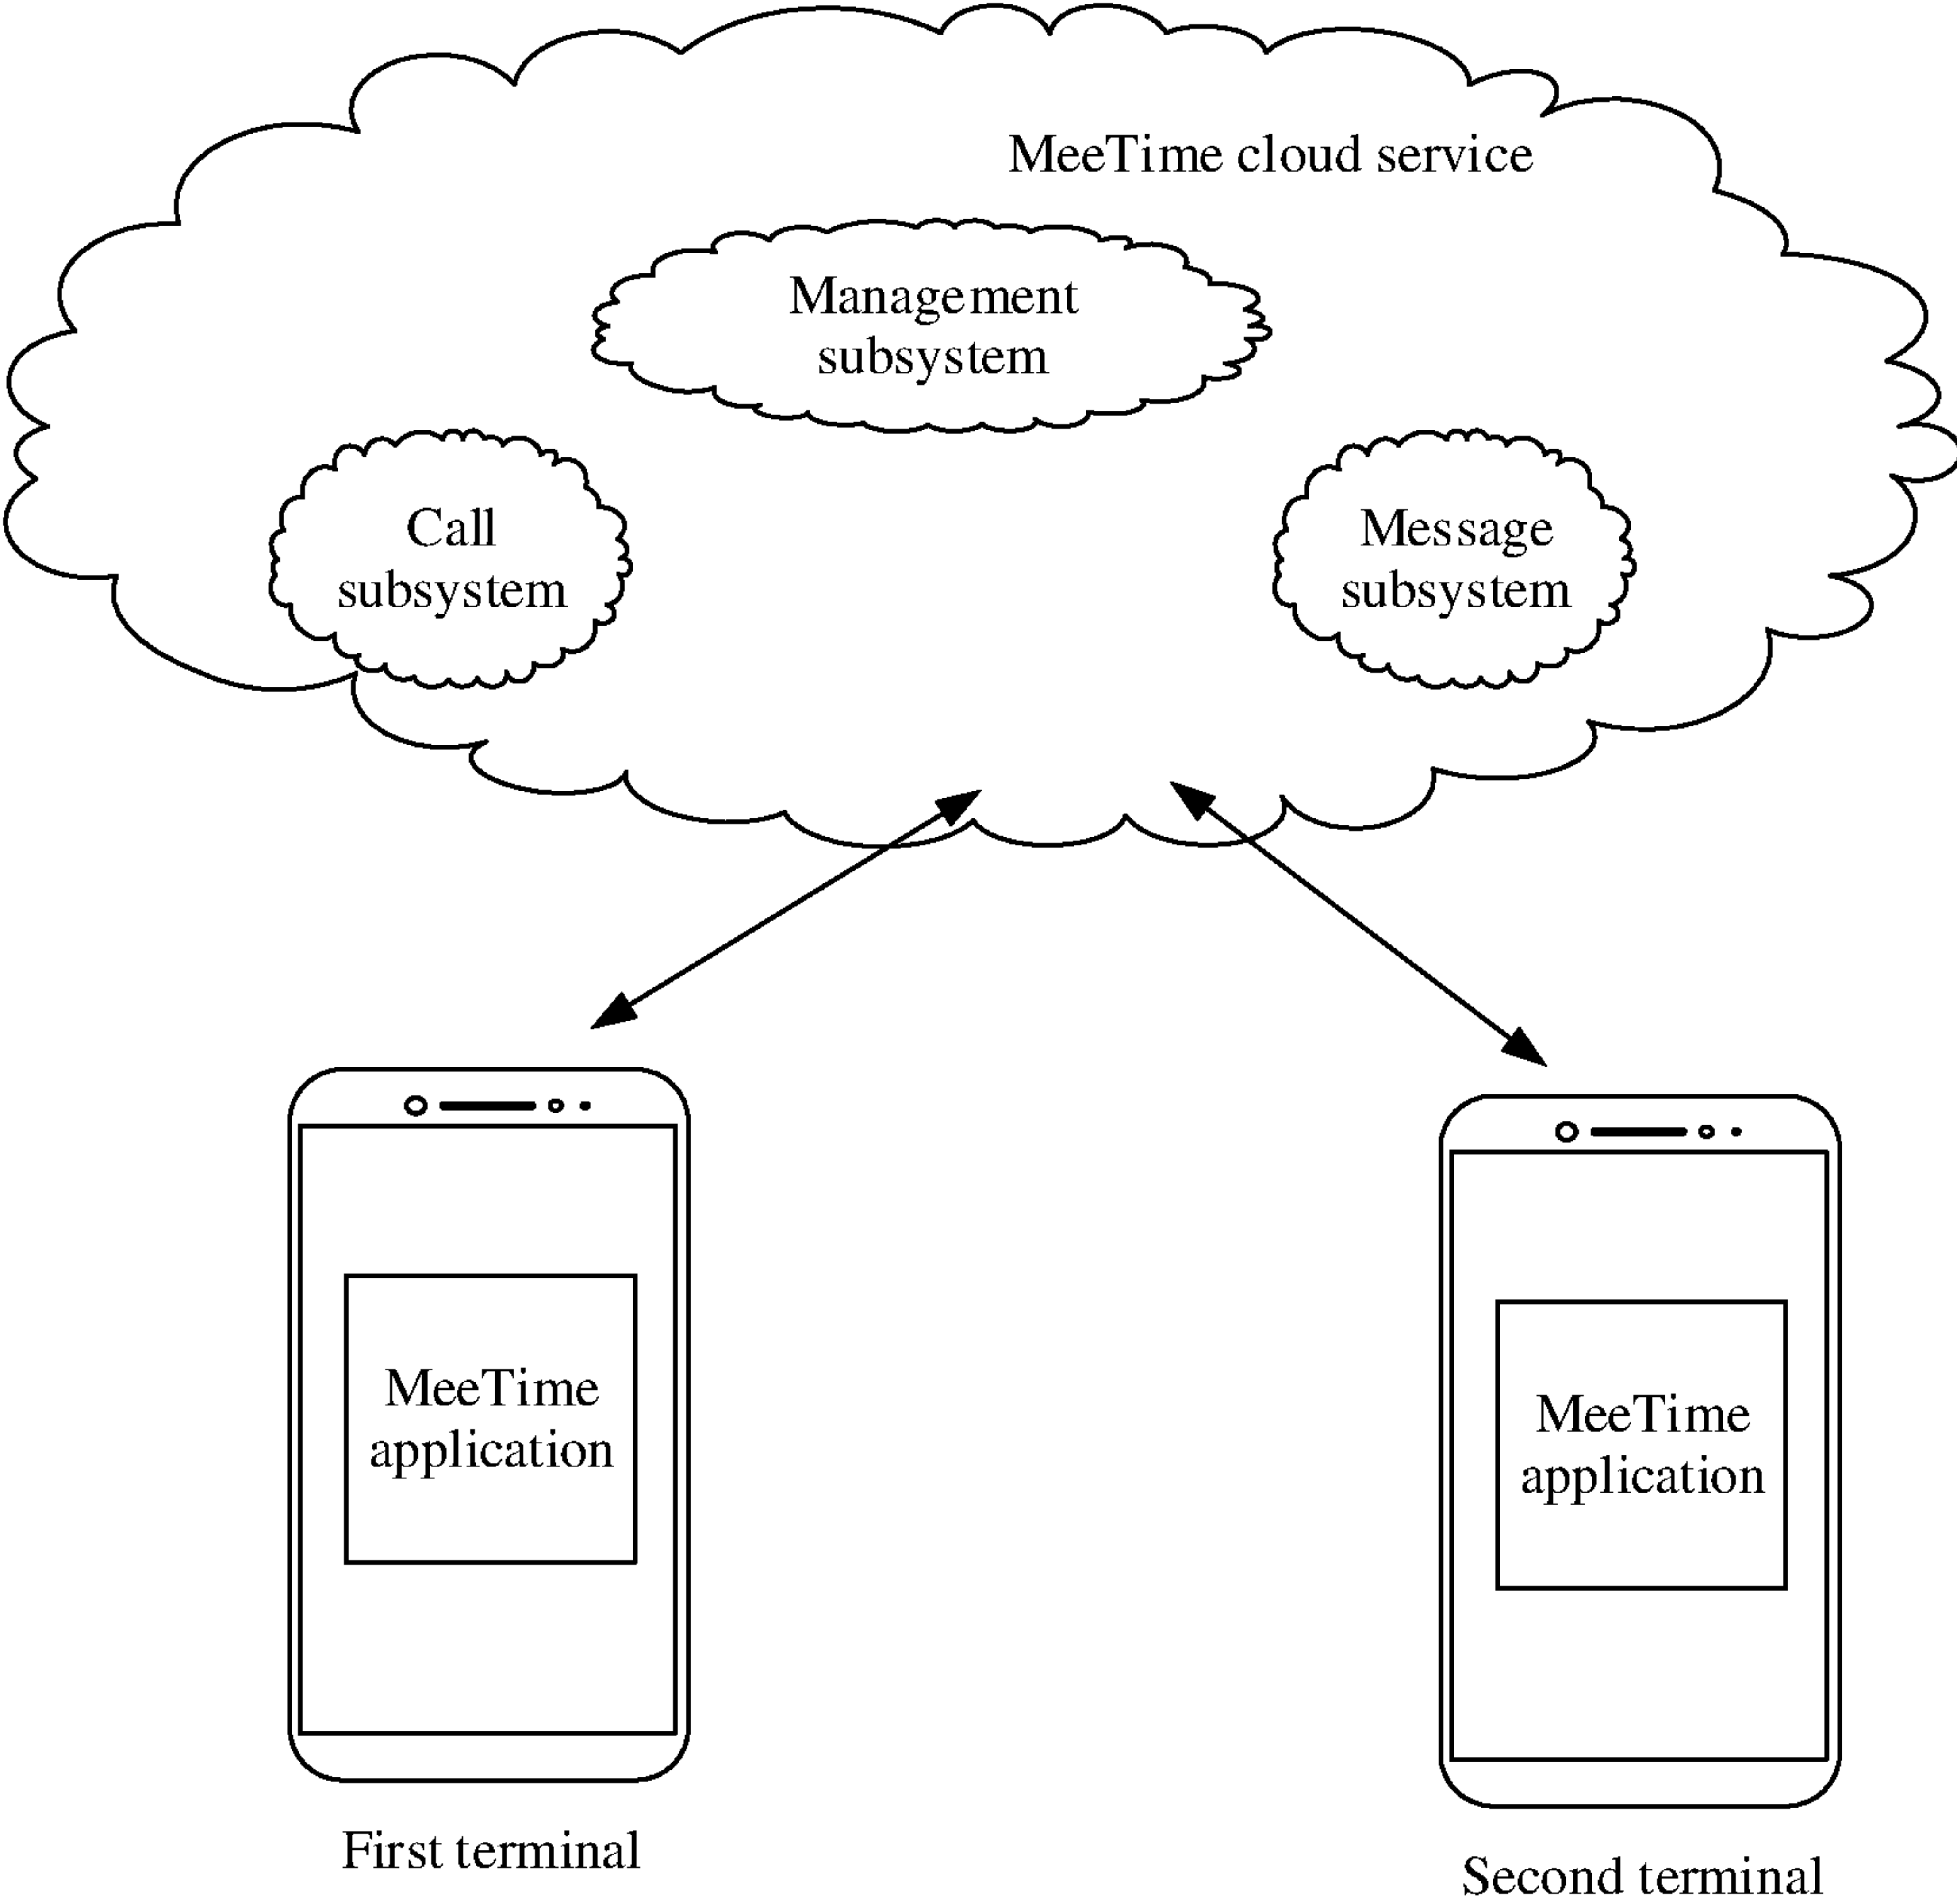 MeeTime cloud service
Management
subsystem
Call
subsystem
Message
subsystem
MeeTime
application
MeeTime
application
First terminal
Second terminal